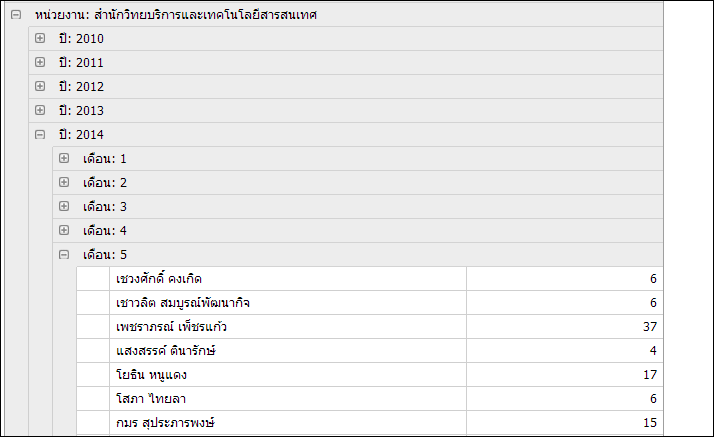 หน่วยงาน: สำนักวิทยบริการและเทคโนโลยีสารสนเทศ
ปี: 2010
ปี: 2011
ปี: 2012
ปี: 2013
ปี: 2014
เดือน: 1
เดือน: 2
เดือน: 3
เดือน: 4
เดือน: 5
เชวงศักดิ์ คงเกิด 6
เชาวลิต สมบูรณ์พัฒนากิจ 6
เพชราภรณ์ เพ็ชรแก้ว 37
แสงสรรค์ ตินารักษ์ 4
โยธิน หนูแดง 17
โสภา ไทยลา 6
กมร สุประภารพงษ์ 15